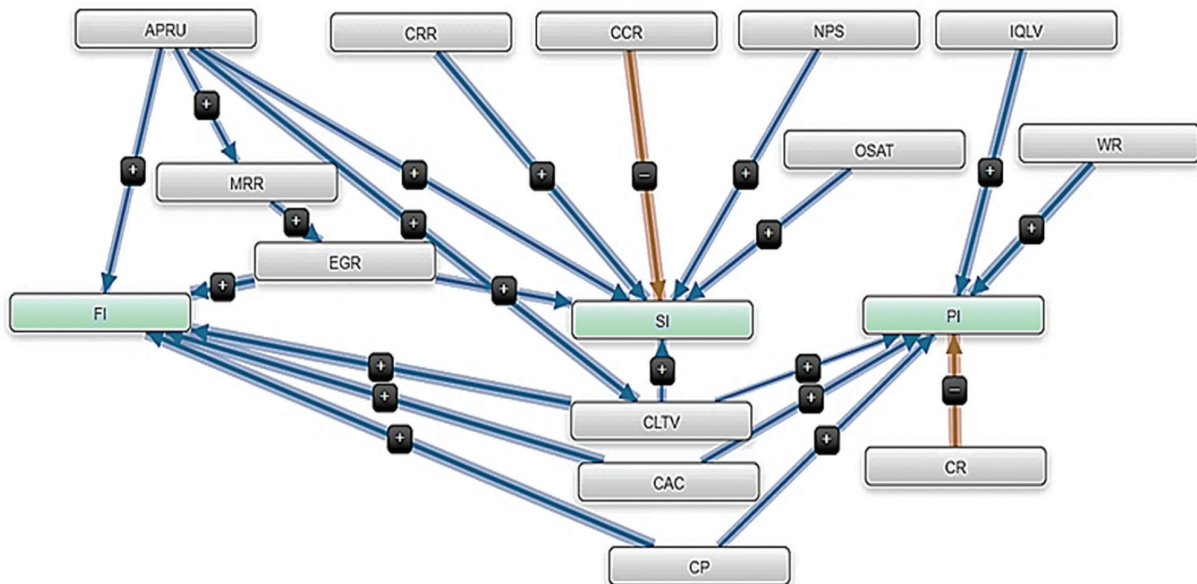 APRU
CRR
CCR
NPS
IQLV
OSAT
WR
MRR
EGR
FI
SI
PI
CLTV
CR
CAC
CP
+
+
+
+
+
−
+
+
+
+
+
+
+
+
+
+
+
+
−
+
+